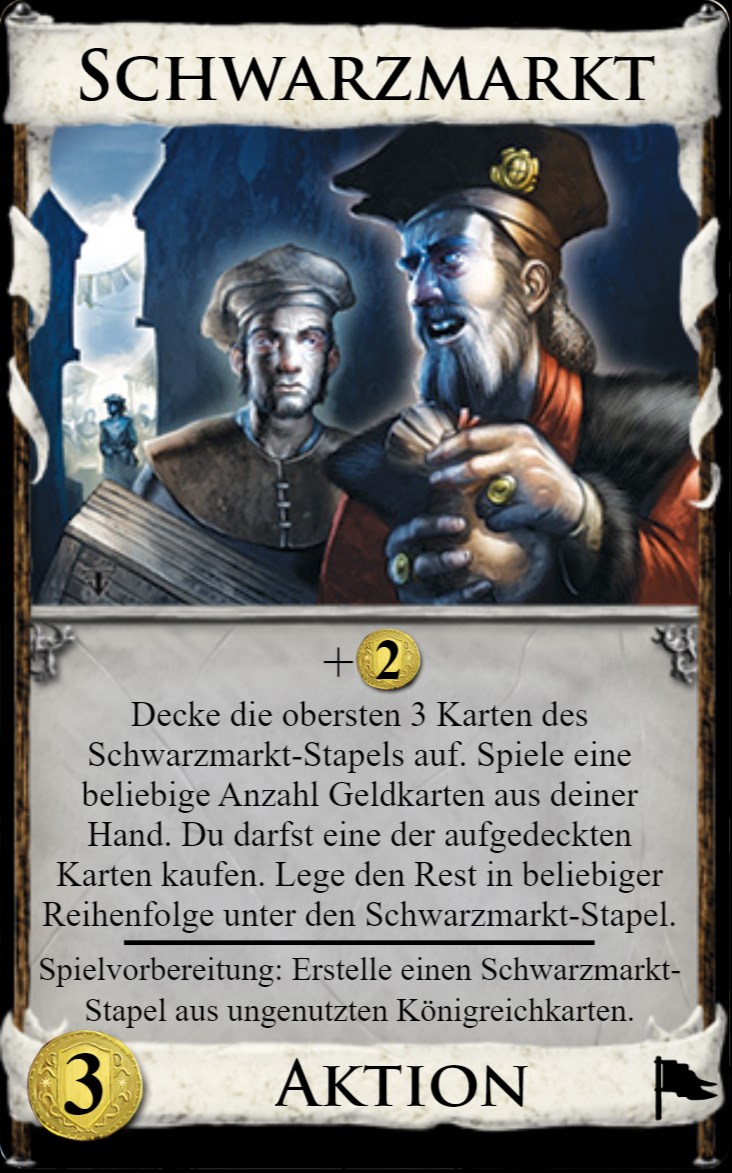 Schwarzmarkt
+2
Decke die obersten 3 Karten des
Schwarzmarkt-Stapels auf. Spiele eine
beliebige Anzahl Geldkarten aus deiner
Hand. Du darfst eine der aufgedeckten
Karten kaufen. Lege den Rest in beliebiger
Reihenfolge unter den Schwarzmarkt-Stapel.
Spielvorbereitung: Erstelle einen Schwarzmarkt-
Stapel aus ungenutzten Königreichkarten.
3 Aktion